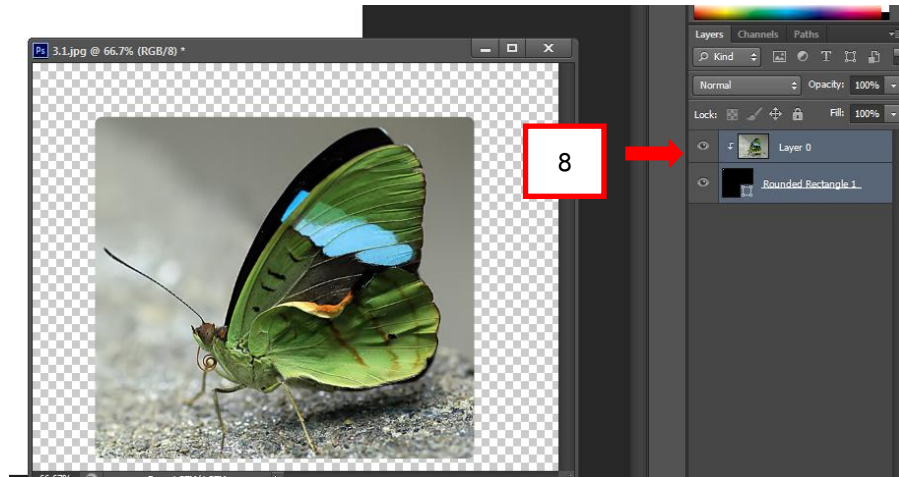 Ps 3.1.jpg @ 66.7% (RGB/8) *
Layers Channels Paths
Kind
T
Normal Opacity: 100%
Lock: Fill: 100%
8
Layer 0
Rounded Rectangle 1